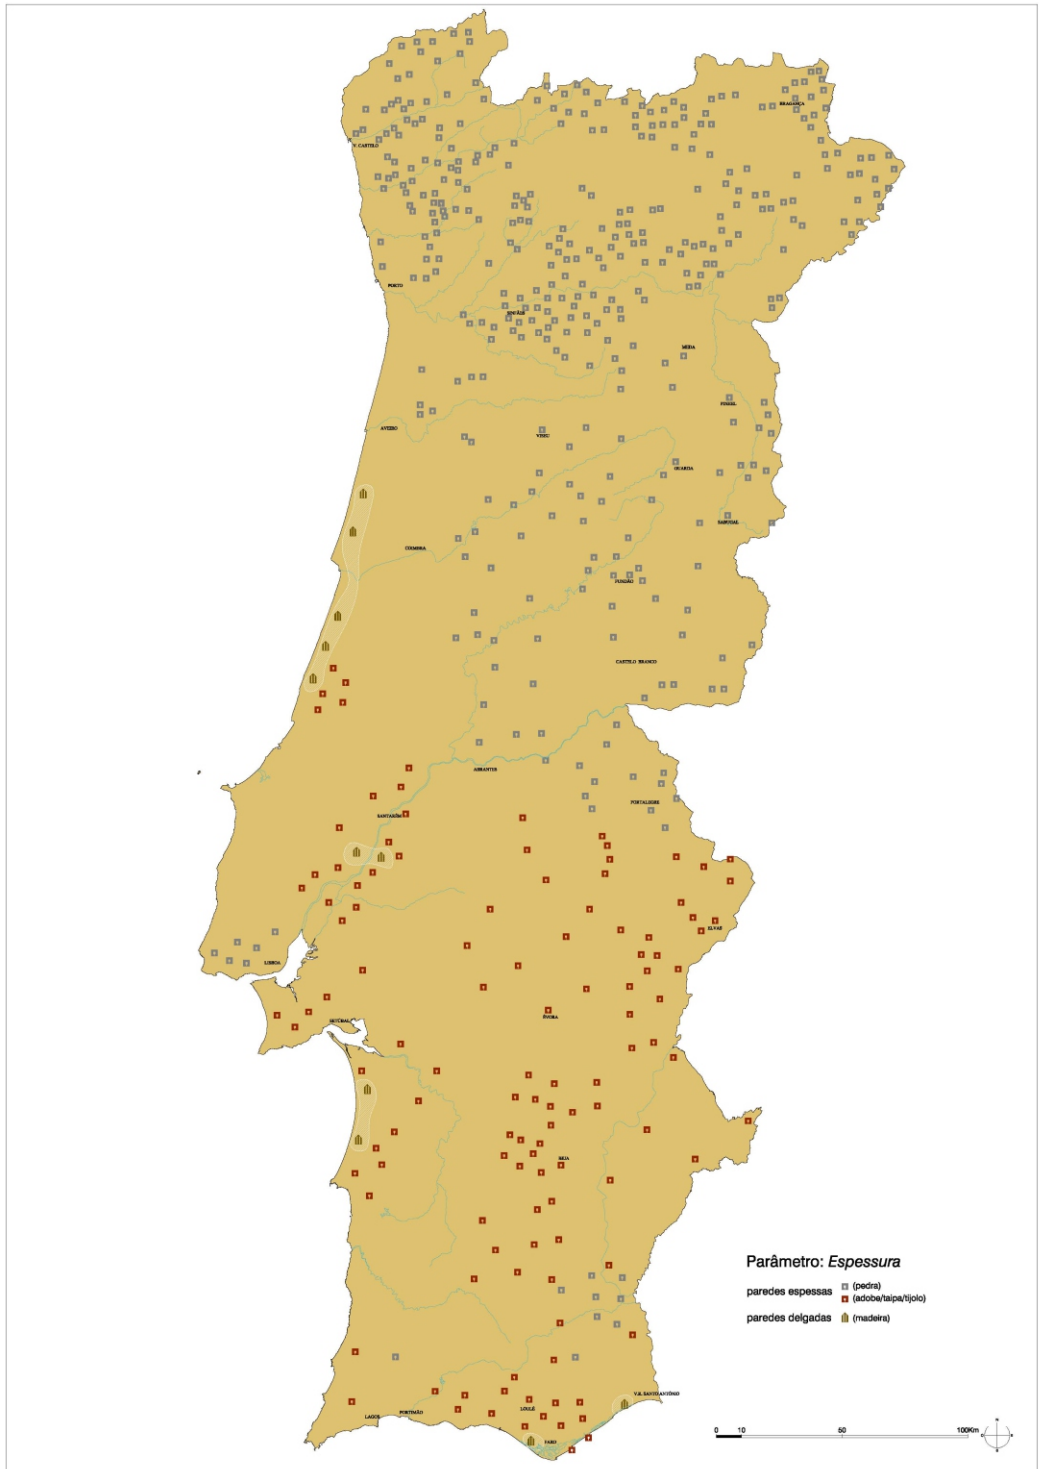 BRAGANÇA
V. CASTELO
PORTO
SINFÃES
MEDA
PINHEL
AVEIRO
VISEU
GUARDA
SABUGAL
COIMBRA
FUNDÃO
CASTELO BRANCO
ABRANTES
PORTALEGRE
SANTARÉM
ELVAS
LISBOA
ÉVORA
SETÚBAL
BEJA
Parâmetro: Espessura
paredes espessas (pedra)
(adobe/taipa/tijolo)
paredes delgadas (madeira)
V.R. SANTO ANTÓNIO
LOULÉ
PORTIMÃO
LAGOS
FARO
0 10 50 100Km